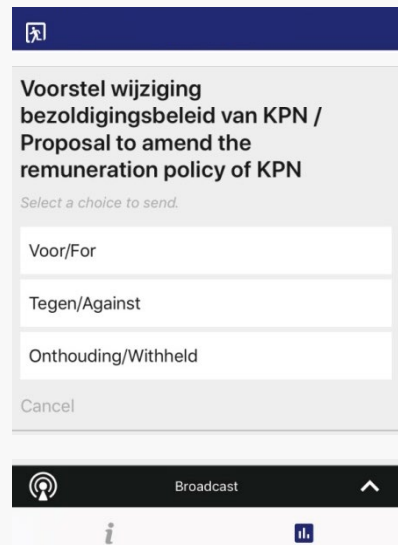 Voorstel wijziging
bezoldigingsbeleid van KPN /
Proposal to amend the
remuneration policy of KPN
Select a choice to send.
Voor/For
Tegen/Against
Onthouding/Withheld
Cancel
Broadcast
i